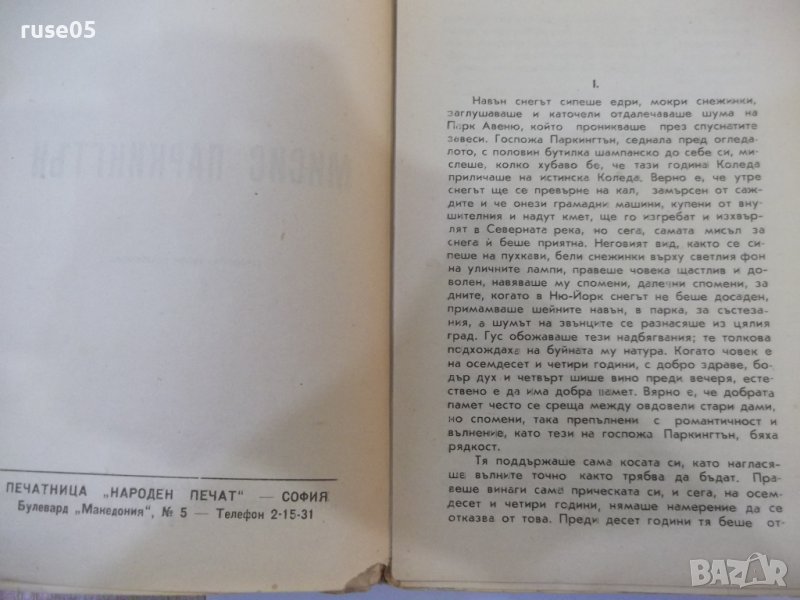 ruse05
ПЕЧАТНИЦА „НАРОДЕН ПЕЧАТ“ — СОФИЯ
Булевард „Македония“, № 5 — Телефон 2-15-31
I.
Навън снегът сипеше едри, мокри снежинки,
заглушаваше и каточели отдалечаваше шума на
Парк Авеню, който проникваше през спуснатите
завеси. Госпожа Паркингтън, седнала пред огледа-
лото, с половин бутилка шампанско до себе си, ми-
слеше, колко хубаво бе, че тази година Коледа
приличаше на истинска Коледа. Верно е, че утре
снегът ще се превърне на кал, замърсен от саж-
дите и че онези грамадни машини, купени от вну-
шителния и надут кмет, ще го изгребат и изхвър-
лят в Северната река, но сега, самата мисъл за
снега ѝ беше приятна. Неговият вид, както се си-
пеше на пухкави, бели снежинки върху светлия фон
на уличните лампи, правеше човека щастлив и до-
волен, навяваше му спомени, далечни спомени, за
дните, когато в Ню-Йорк снегът не беше досаден,
примамваше шейните навън, в парка, за състеза-
ния, а шумът на звънците се разнасяше из целия
град. Гус обожаваше тези надбягвания; те толкова
подхождаха на буйната му натура. Когато човек е
на осемдесет и четири години, с добро здраве, бо-
дър дух и четвърт шише вино преди вечеря, есте-
ствено е да има добра памет. Вярно е, че добрата
памет често се среща между овдовели стари дами,
но спомени, така препълнени с романтичност и
вълнение, като тези на госпожа Паркингтън, бяха
рядкост.
Тя поддържаше сама косата си, като нагласяше
вълните точно както трябва да бъдат. Пра-
веше винаги сама прическата си, и сега, на осем-
десет и четири години, нямаше намерение да се
отказва от това. Преди десет години тя беше от-
BAZAR